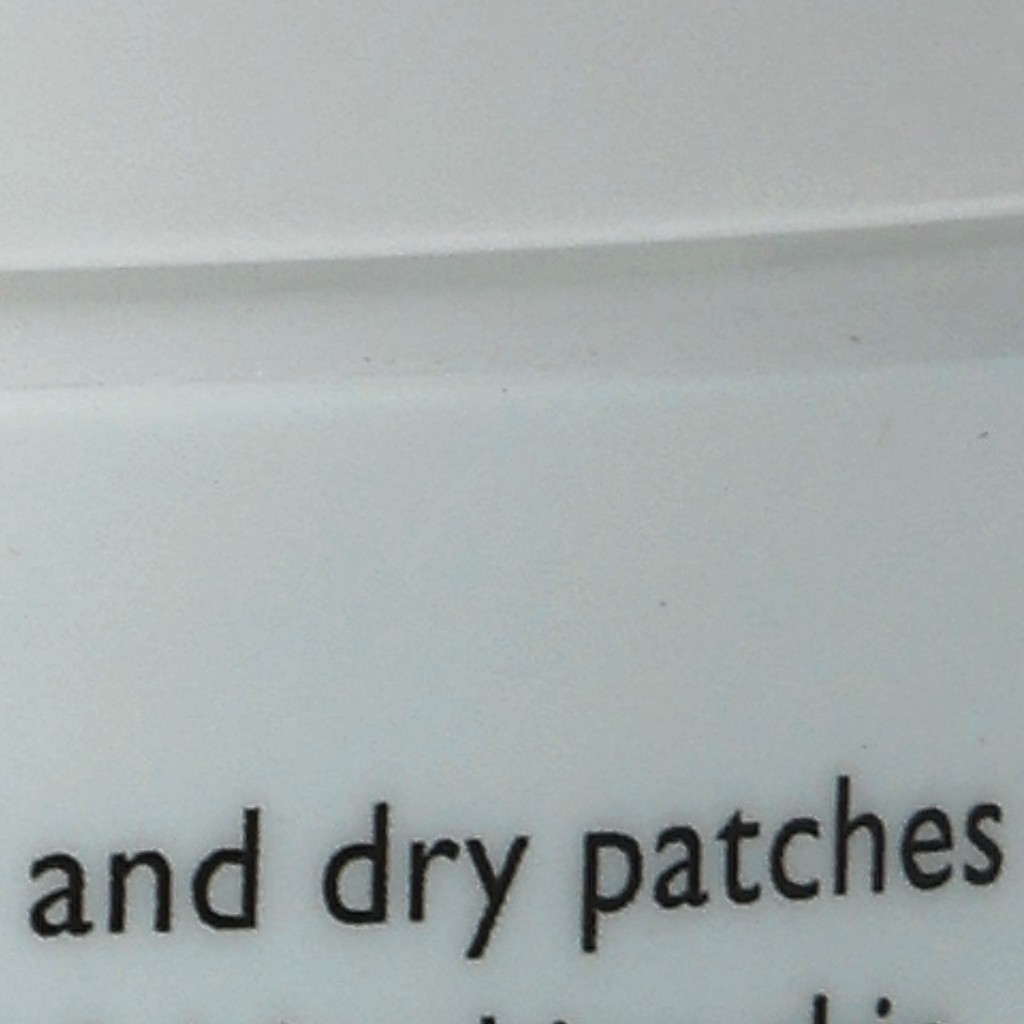 and dry patches